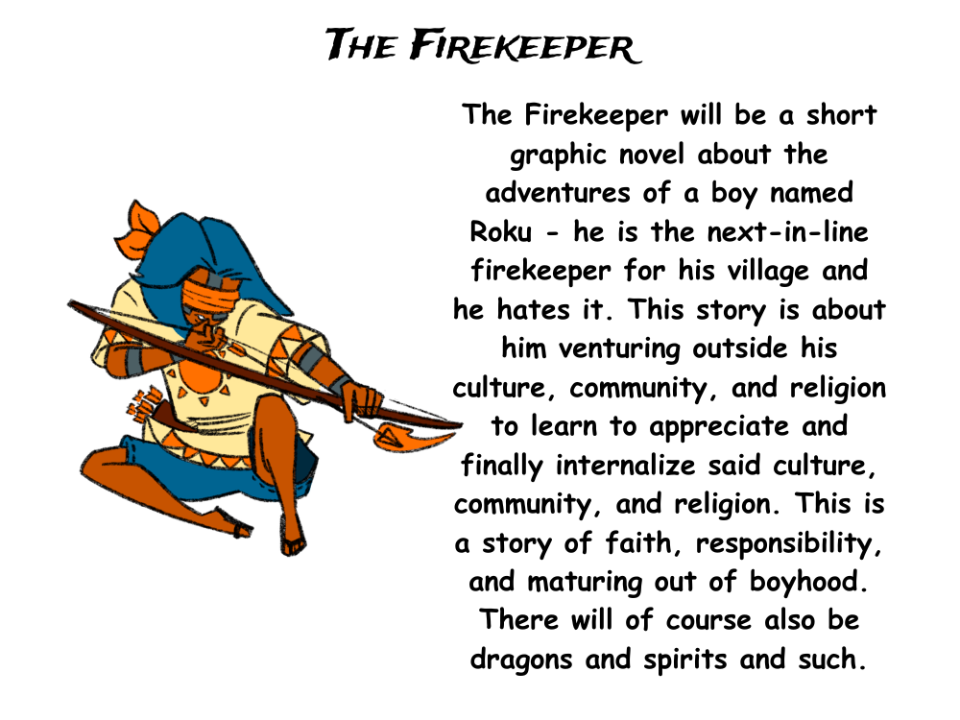 The Firekeeper
The Firekeeper will be a short
graphic novel about the
adventures of a boy named
Roku - he is the next-in-line
firekeeper for his village and
he hates it. This story is about
him venturing outside his
culture, community, and religion
to learn to appreciate and
finally internalize said culture,
community, and religion. This is
a story of faith, responsibility,
and maturing out of boyhood.
There will of course also be
dragons and spirits and such.